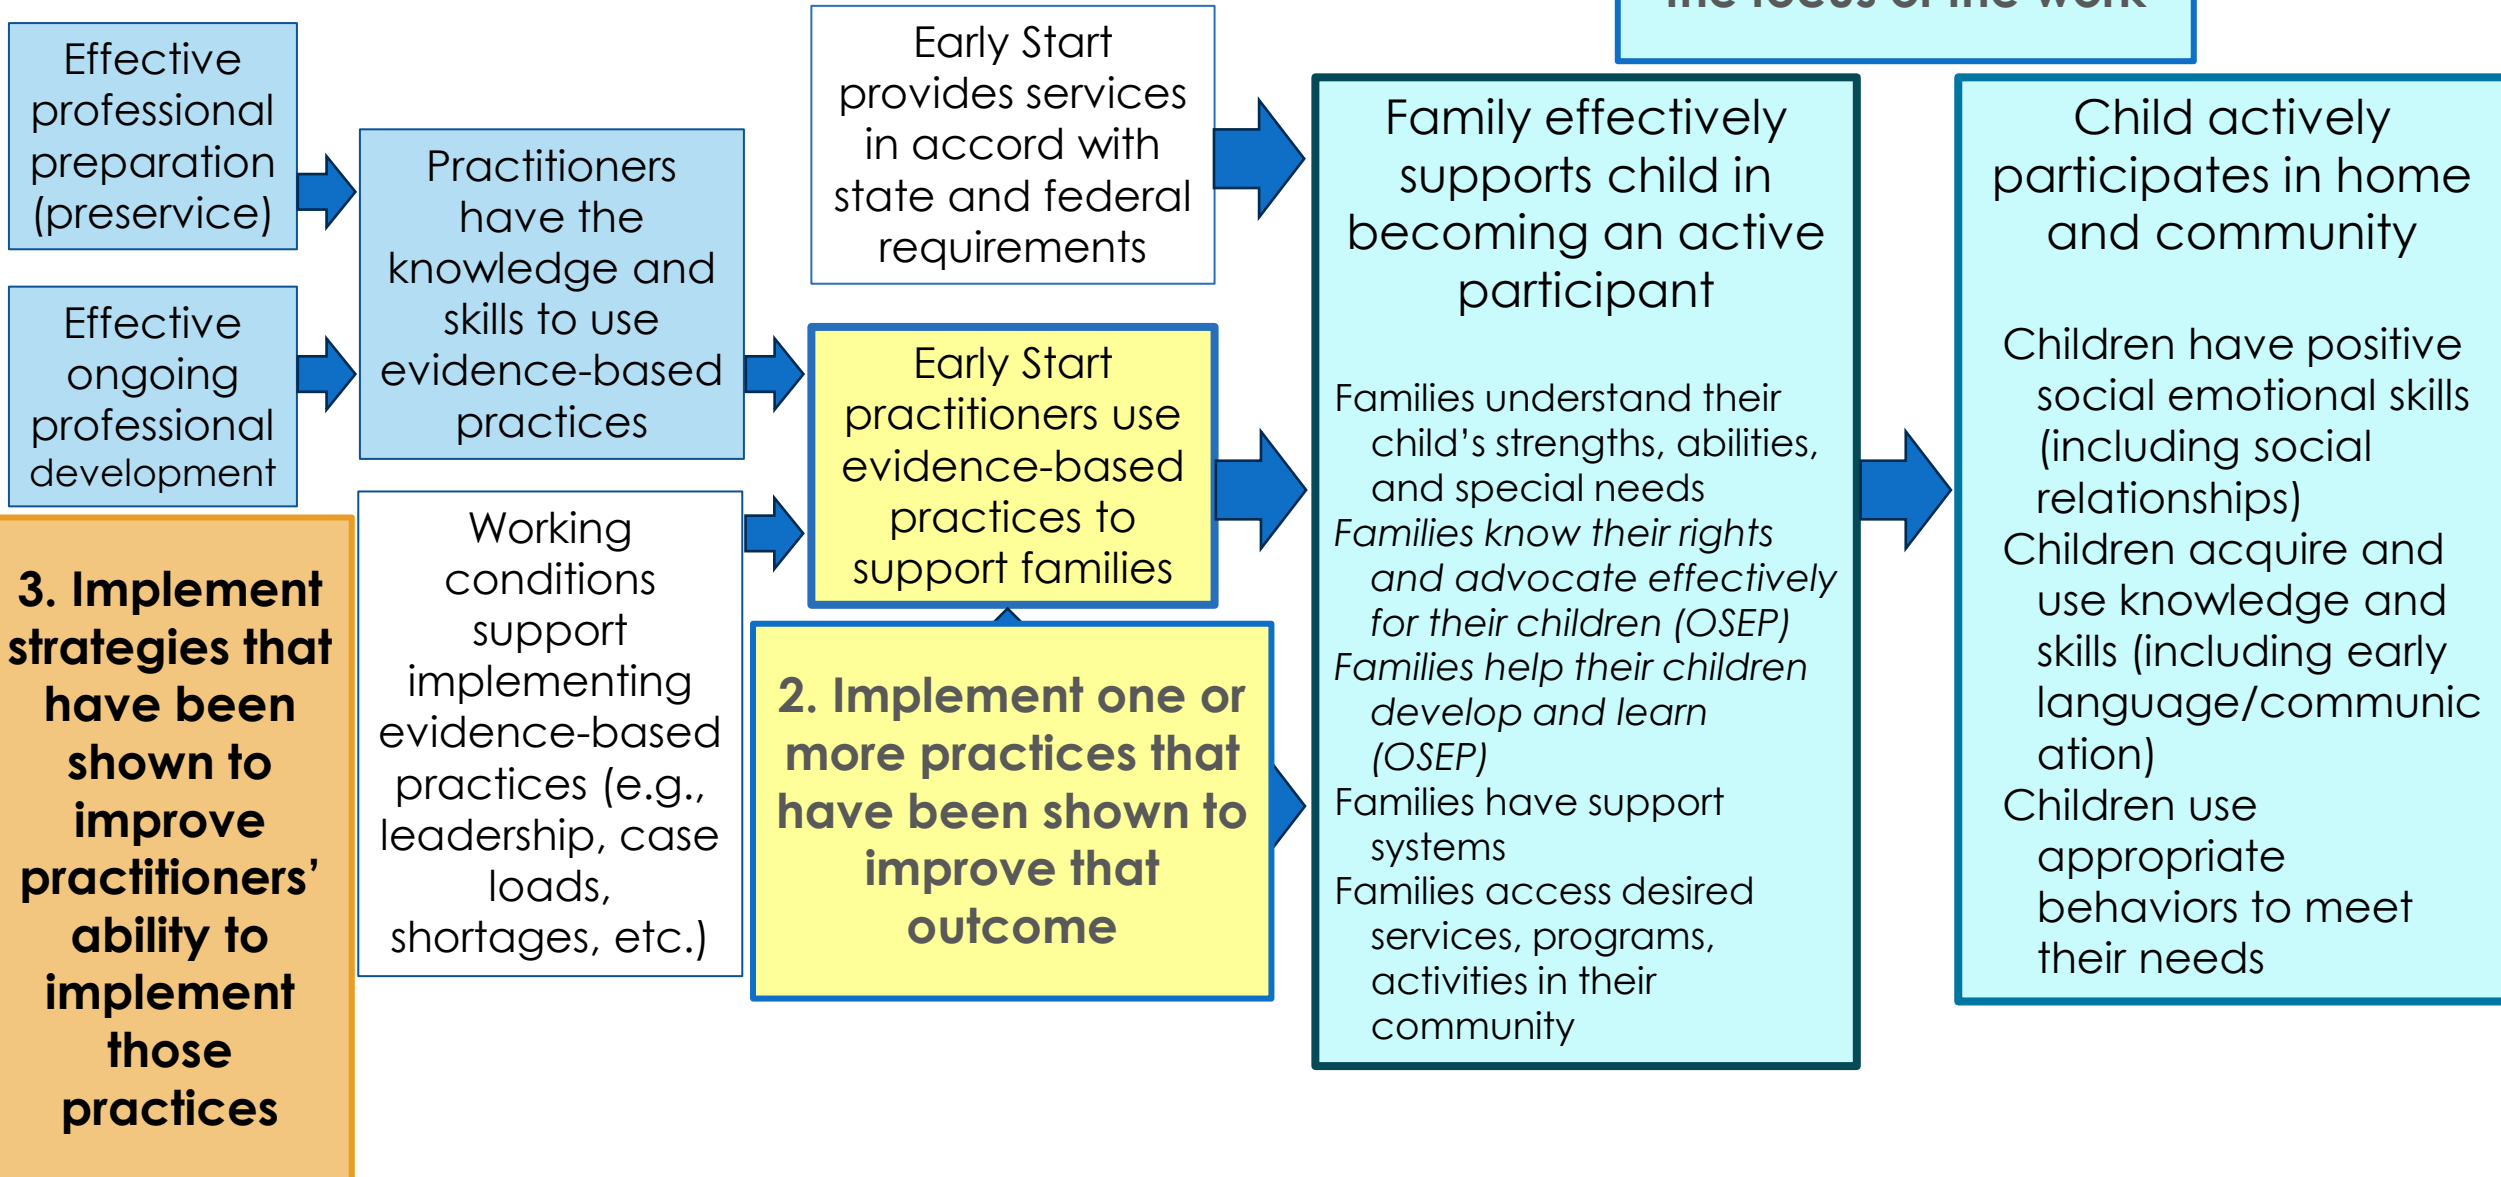 the focus of the work
Effective
professional
preparation
(preservice)
Effective
ongoing
professional
development
3. Implement
strategies that
have been
shown to
improve
practitioners’
ability to
implement
those
practices
Practitioners
have the
knowledge and
skills to use
evidence-based
practices
Working
conditions
support
implementing
evidence-based
practices (e.g.,
leadership, case
loads,
shortages, etc.)
Early Start
provides services
in accord with
state and federal
requirements
Early Start
practitioners use
evidence-based
practices to
support families
2. Implement one or
more practices that
have been shown to
improve that
outcome
Family effectively
supports child in
becoming an active
participant
Families understand their
child’s strengths, abilities,
and special needs
Families know their rights
and advocate effectively
for their children (OSEP)
Families help their children
develop and learn
(OSEP)
Families have support
systems
Families access desired
services, programs,
activities in their
community
Child actively
participates in home
and community
Children have positive
social emotional skills
(including social
relationships)
Children acquire and
use knowledge and
skills (including early
language/communic
ation)
Children use
appropriate
behaviors to meet
their needs